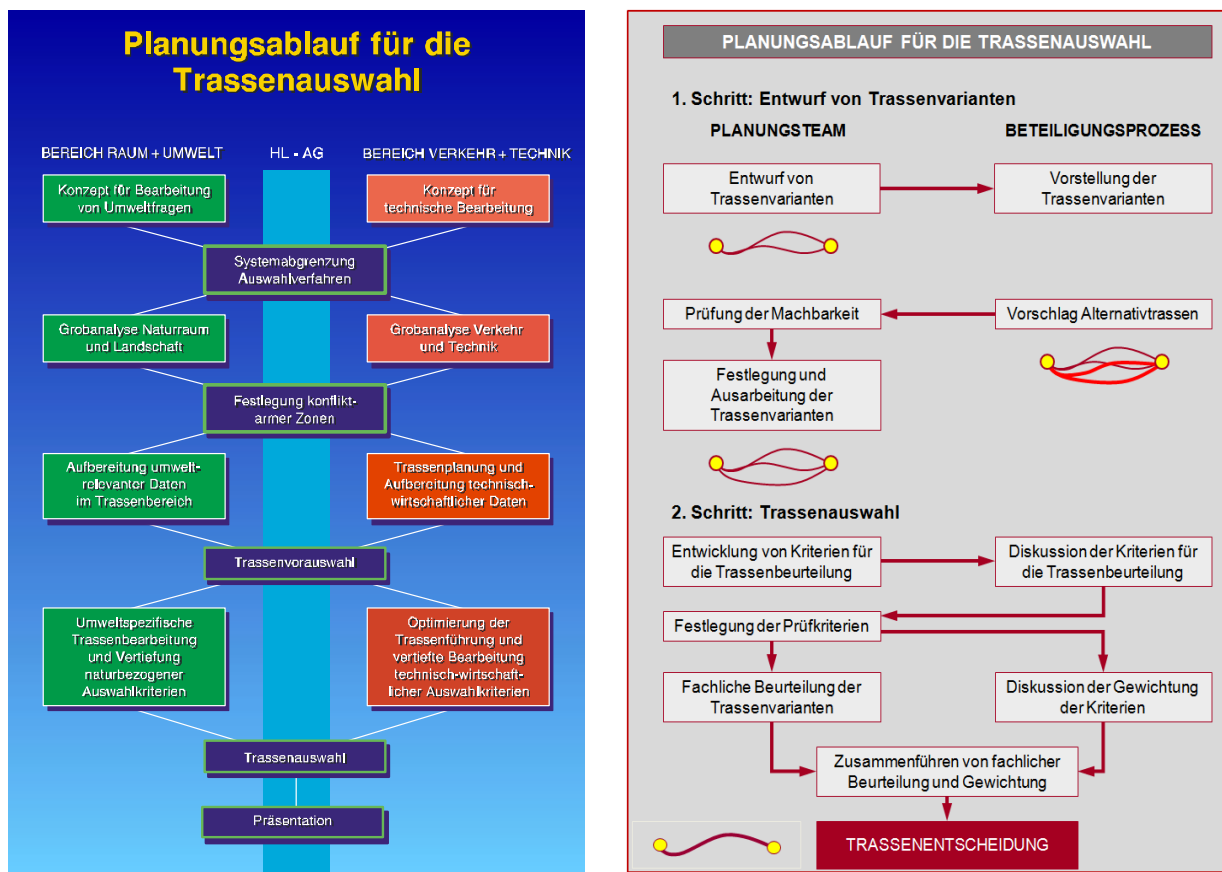 Planungsablauf für die
Trassenauswahl
BEREICH RAUM + UMWELT
HL - AG
BEREICH VERKEHR + TECHNIK
Konzept für Bearbeitung
von Umweltfragen
Konzept für
technische Bearbeitung
Systemabgrenzung
Auswahlverfahren
Grobanalyse Naturraum
und Landschaft
Grobanalyse Verkehr
und Technik
Festlegung konflikt-
armer Zonen
Aufbereitung umwelt-
relevanter Daten
im Trassenbereich
Trassenplanung und
Aufbereitung technisch-
wirtschaftlicher Daten
Trassenvorauswahl
Umweltspezifische
Trassenbearbeitung
und Vertiefung
naturbezogener
Auswahlkriterien
Optimierung der
Trassenführung und
vertiefte Bearbeitung
technisch-wirtschaft-
licher Auswahlkriterien
Trassenauswahl
Präsentation
PLANUNGSABLAUF FÜR DIE TRASSENAUSWAHL
1. Schritt: Entwurf von Trassenvarianten
PLANUNGSTEAM
BETEILIGUNGSPROZESS
Entwurf von
Trassenvarianten
Vorstellung der
Trassenvarianten
Prüfung der Machbarkeit
Vorschlag Alternativtrassen
Festlegung und
Ausarbeitung der
Trassenvarianten
2. Schritt: Trassenauswahl
Entwicklung von Kriterien für
die Trassenbeurteilung
Diskussion der Kriterien für
die Trassenbeurteilung
Festlegung der Prüfkriterien
Fachliche Beurteilung der
Trassenvarianten
Diskussion der Gewichtung
der Kriterien
Zusammenführen von fachlicher
Beurteilung und Gewichtung
TRASSENENTSCHEIDUNG